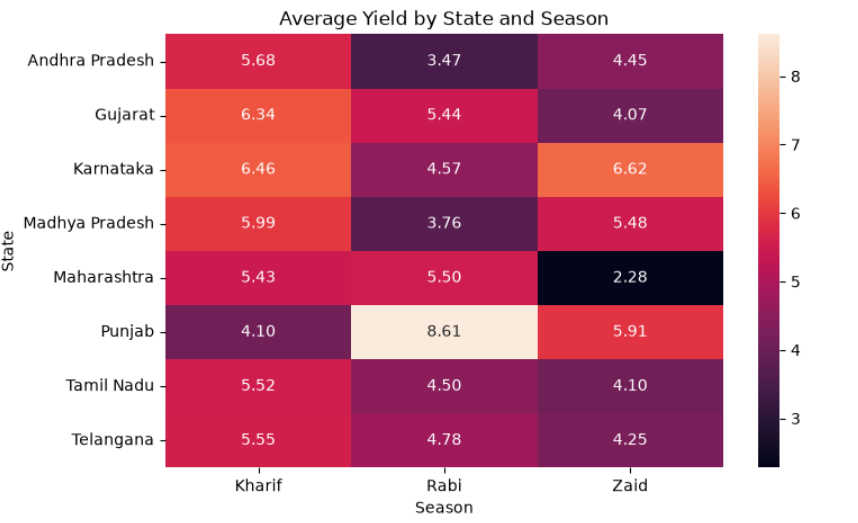 Average Yield by State and Season
Andhra Pradesh 5.68 3.47 4.45
Gujarat 6.34 5.44 4.07
Karnataka 6.46 4.57 6.62
Madhya Pradesh 5.99 3.76 5.48
Maharashtra 5.43 5.50 2.28
Punjab 4.10 8.61 5.91
Tamil Nadu 5.52 4.50 4.10
Telangana 5.55 4.78 4.25
Kharif Rabi Zaid
Season
State
8
7
6
5
4
3